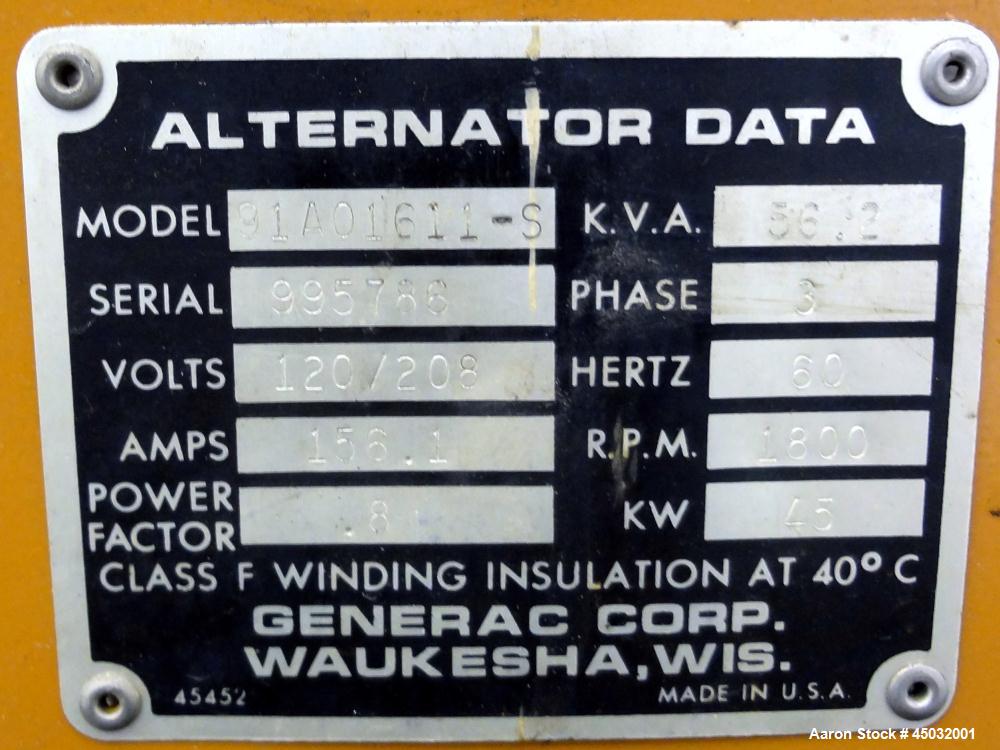 ALTERNATOR DATA
MODEL 91A01611-S K.V.A. 56.2
SERIAL 995786 PHASE 3
VOLTS 120/208 HERTZ 60
AMPS 156.1 R.P.M. 1800
POWER FACTOR .8 KW 45
CLASS F WINDING INSULATION AT 40° C
GENERAC CORP.
WAUKESHA, WIS.
45452 MADE IN U.S.A.
Aaron Stock # 45032001